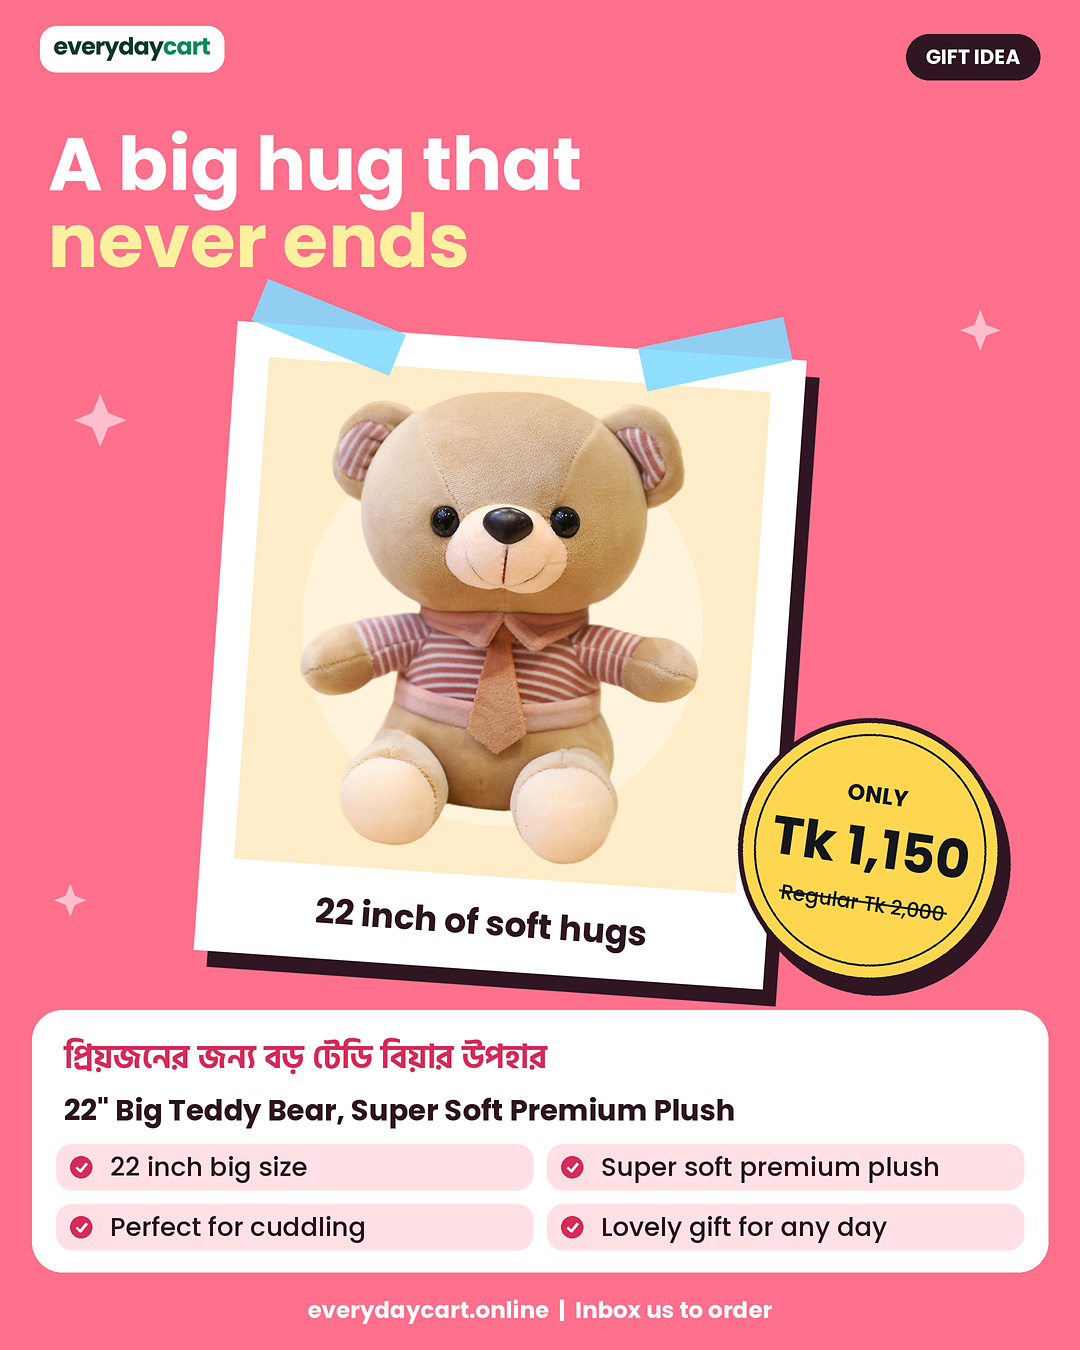 everydaycart
GIFT IDEA
A big hug that
never ends
22 inch of soft hugs
ONLY
Tk 1,150
Regular Tk 2,000
প্রিয়জনের জন্য বড় টেডি বিয়ার উপহার
22" Big Teddy Bear, Super Soft Premium Plush
22 inch big size
Super soft premium plush
Perfect for cuddling
Lovely gift for any day
everydaycart.online | Inbox us to order